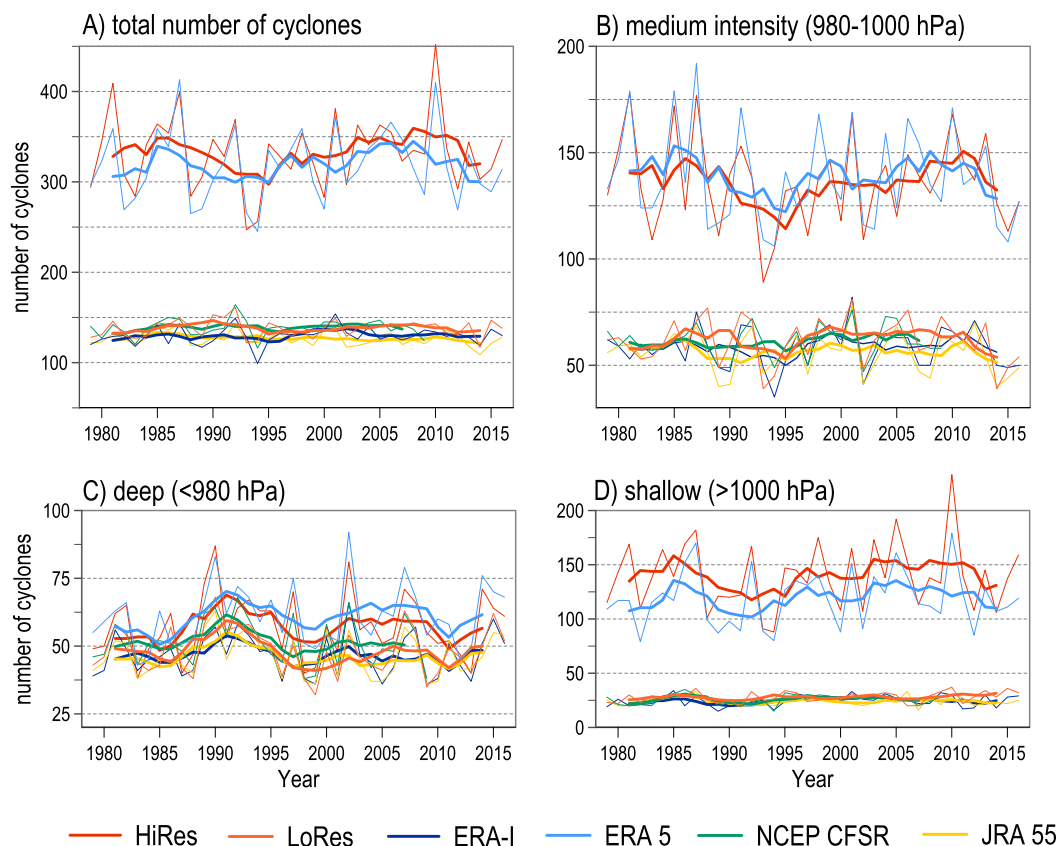 A) total number of cyclones
B) medium intensity (980-1000 hPa)
number of cyclones
400
300
200
100
1980 1985 1990 1995 2000 2005 2010 2015
200
150
100
50
1980 1985 1990 1995 2000 2005 2010 2015
C) deep (<980 hPa)
D) shallow (>1000 hPa)
number of cyclones
100
75
50
25
1980 1985 1990 1995 2000 2005 2010 2015
Year
200
150
100
50
0
1980 1985 1990 1995 2000 2005 2010 2015
Year
HiRes LoRes ERA-I ERA 5 NCEP CFSR JRA 55